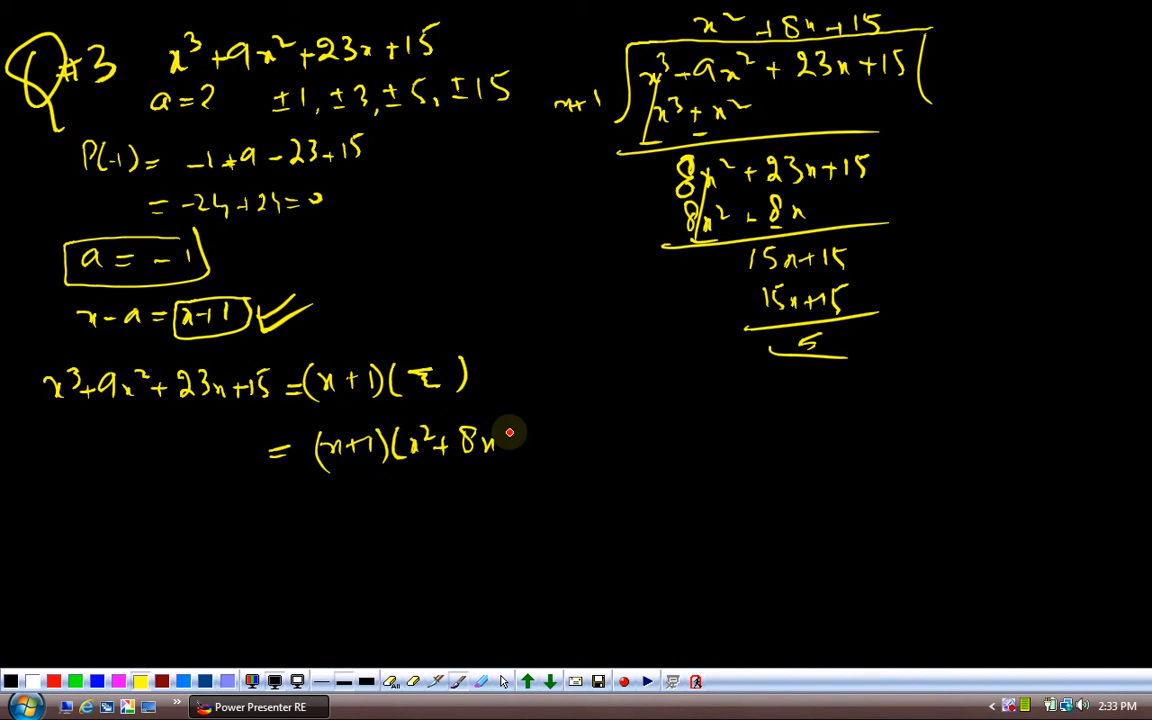 Q#3 x³+9x²+23x+15
a=? ±1, ±3, ±5, ±15
P(-1) = -1+9-23+15
= -24+24=0
a = -1
x-a = x+1
x³+9x²+23x+15 =(x+1)( )
= (x+1)(x²+8x
x²+8x+15
x+1 x³+9x²+23x+15
x³+x²
8x²+23x+15
8x²+8x
15x+15
15x+15
Power Presenter RE
2:33 PM